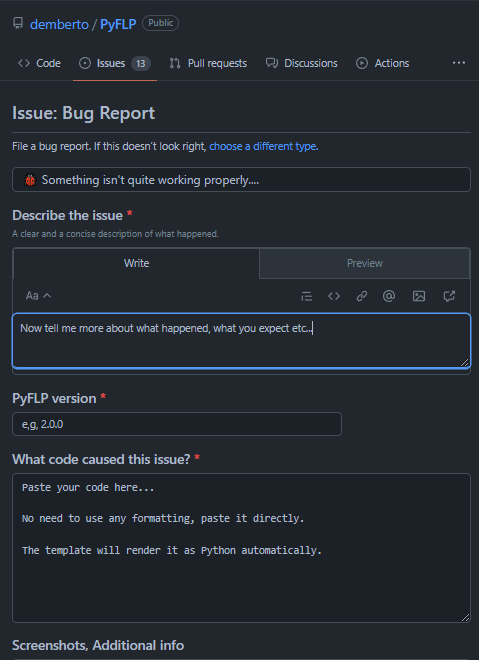 demberto / PyFLP Public
Code Issues 13 Pull requests Discussions Actions ...
Issue: Bug Report
File a bug report. If this doesn't look right, choose a different type.
Something isn't quite working properly....
Describe the issue *
A clear and a concise description of what happened.
Write Preview
Aa
Now tell me more about what happened, what you expect etc..
PyFLP version *
e,g, 2.0.0
What code caused this issue? *
Paste your code here...
No need to use any formatting, paste it directly.
The template will render it as Python automatically.
Screenshots, Additional info